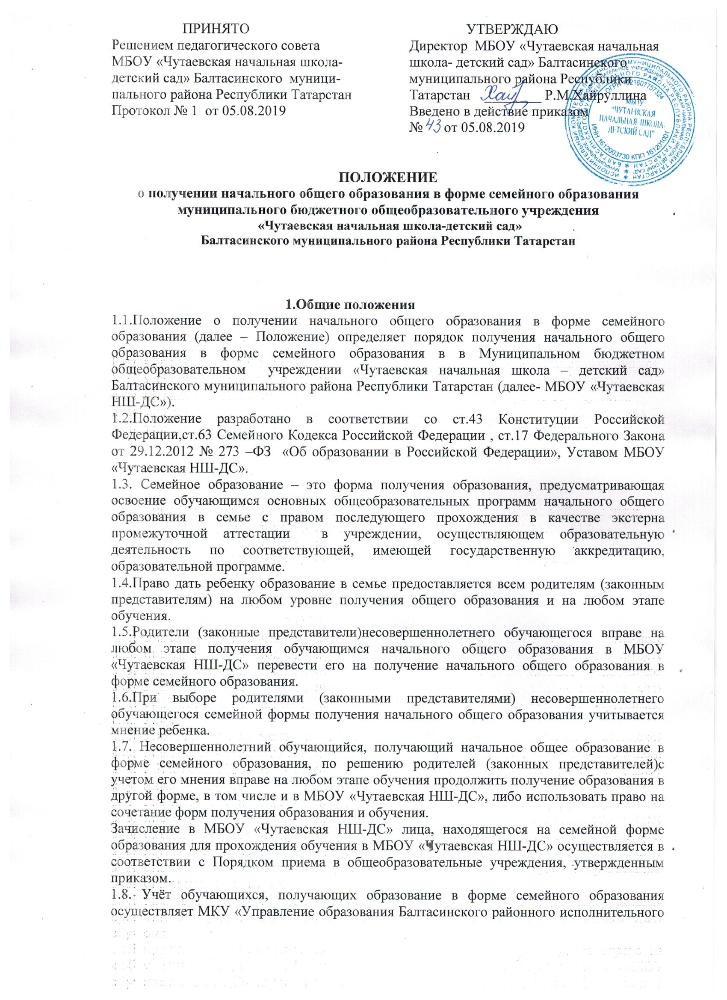 ПРИНЯТО
Решением педагогического совета
МБОУ «Чутаевская начальная школа-
детский сад» Балтасинского  муници-
пального района Республики Татарстан
Протокол № 1  от 05.08.2019
УТВЕРЖДАЮ
Директор  МБОУ «Чутаевская начальная
школа- детский сад» Балтасинского
муниципального района Республики
Татарстан ________ Р.М.Хайруллина
Введено в действие приказом
№ 43 от 05.08.2019
ОГРН 1021607757324
МБОУ
"ЧУТАЕВСКАЯ
НАЧАЛЬНАЯ ШКОЛА-
ДЕТСКИЙ САД"
ИНН 1612003730 КПП 161201001
ПОЛОЖЕНИЕ
о получении начального общего образования в форме семейного образования
муниципального бюджетного общеобразовательного учреждения
«Чутаевская начальная школа-детский сад»
Балтасинского муниципального района Республики Татарстан
1.Общие положения
1.1.Положение о получении начального общего образования в форме семейного
образования (далее – Положение) определяет порядок получения начального общего
образования в форме семейного образования в в Муниципальном бюджетном
общеобразовательном учреждении «Чутаевская начальная школа – детский сад»
Балтасинского муниципального района Республики Татарстан (далее- МБОУ «Чутаевская
НШ-ДС»).
1.2.Положение разработано в соответствии со ст.43 Конституции Российской
Федерации,ст.63 Семейного Кодекса Российской Федерации , ст.17 Федерального Закона
от 29.12.2012 № 273 –ФЗ «Об образовании в Российской Федерации», Уставом МБОУ
«Чутаевская НШ-ДС».
1.3. Семейное образование – это форма получения образования, предусматривающая
освоение обучающимся основных общеобразовательных программ начального общего
образования в семье с правом последующего прохождения в качестве экстерна
промежуточной аттестации в учреждении, осуществляющем образовательную
деятельность по соответствующей, имеющей государственную аккредитацию,
образовательной программе.
1.4.Право дать ребенку образование в семье предоставляется всем родителям (законным
представителям) на любом уровне получения общего образования и на любом этапе
обучения.
1.5.Родители (законные представители)несовершеннолетнего обучающегося вправе на
любом этапе получения обучающимся начального общего образования в МБОУ
«Чутаевская НШ-ДС» перевести его на получение начального общего образования в
форме семейного образования.
1.6.При выборе родителями (законными представителями) несовершеннолетнего
обучающегося семейной формы получения начального общего образования учитывается
мнение ребенка.
1.7. Несовершеннолетний обучающийся, получающий начальное общее образование в
форме семейного образования, по решению родителей (законных представителей)с
учетом его мнения вправе на любом этапе обучения продолжить получение образования в
другой форме, в том числе и в МБОУ «Чутаевская НШ-ДС», либо использовать право на
сочетание форм получения образования и обучения.
Зачисление в МБОУ «Чутаевская НШ-ДС» лица, находящегося на семейной форме
образования для прохождения обучения в МБОУ «Чутаевская НШ-ДС» осуществляется в
соответствии с Порядком приема в общеобразовательные учреждения, утвержденным
приказом.
1.8. Учёт обучающихся, получающих образование в форме семейного образования
осуществляет МКУ «Управление образования Балтасинского районного исполнительного